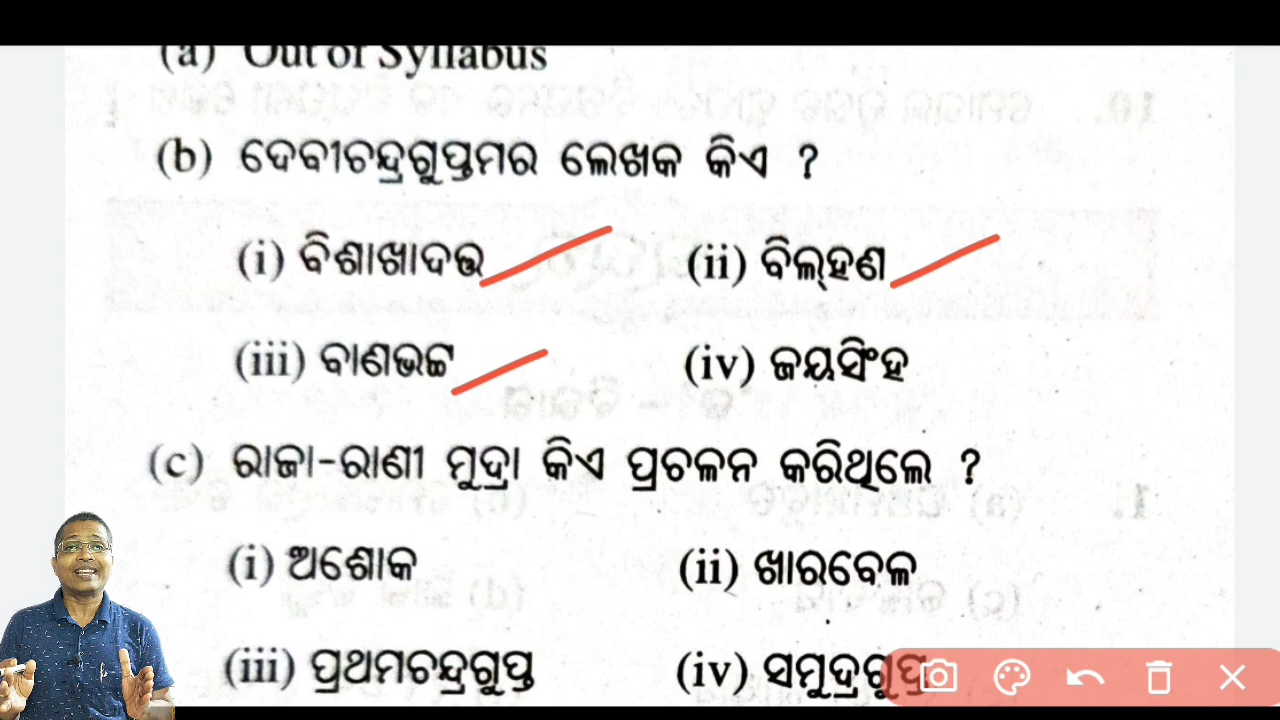 (a) Out of Syllabus
(b) ଦେବୀଚନ୍ଦ୍ରଗୁପ୍ତମର ଲେଖକ କିଏ ?
(i) ବିଶାଖାଦତ୍ତ (ii) ବିଲ୍‌ହଣ
(iii) ବାଣଭଟ୍ଟ (iv) ଜୟସିଂହ
(c) ରାଜା-ରାଣୀ ମୁଦ୍ରା କିଏ ପ୍ରଚଳନ କରିଥିଲେ ?
(i) ଅଶୋକ (ii) ଖାରବେଳ
(iii) ପ୍ରଥମଚନ୍ଦ୍ରଗୁପ୍ତ (iv) ସମୁଦ୍ରଗୁପ୍ତ